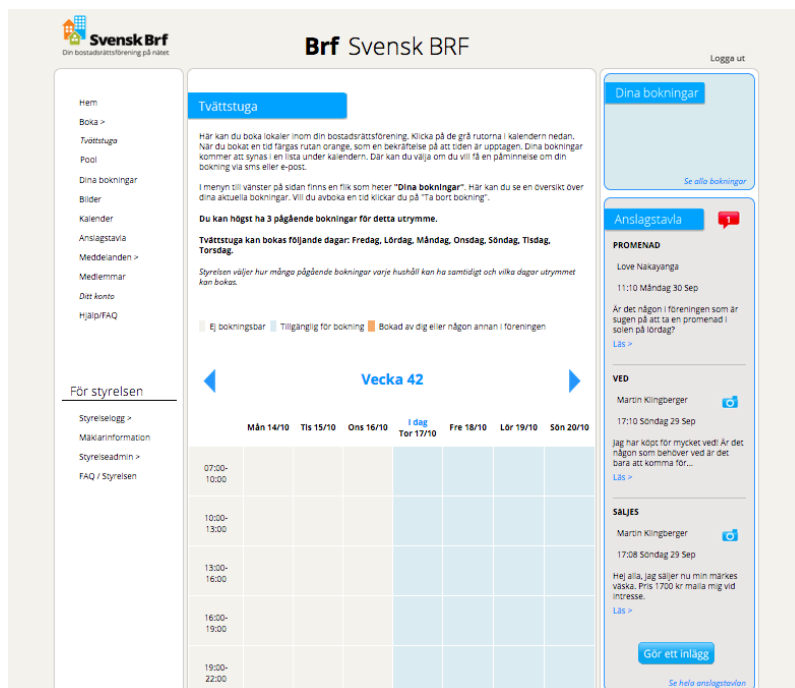 Svensk Brf
Din bostadsrättsförening på nätet
Brf Svensk BRF
Logga ut
Hem
Boka >
Tvättstuga
Pool
Dina bokningar
Bilder
Kalender
Anslagstavla
Meddelanden >
Medlemmar
Ditt konto
Hjälp/FAQ
För styrelsen
Styrelselogg >
Mäklarinformation
Styrelseadmin >
FAQ / Styrelsen
Tvättstuga
Här kan du boka lokaler inom din bostadsrättsförening. Klicka på de grå rutorna i kalendern nedan.
När du bokat en tid färgas rutan orange, som en bekräftelse på att tiden är upptagen. Dina bokningar
kommer att synas i en lista under kalendern. Där kan du välja om du vill få en påminnelse om din
bokning via sms eller e-post.
I menyn till vänster på sidan finns en flik som heter "Dina bokningar". Här kan du se en översikt över
dina aktuella bokningar. Vill du avboka en tid klickar du på "Ta bort bokning".
Du kan högst ha 3 pågående bokningar för detta utrymme.
Tvättstuga kan bokas följande dagar: Fredag, Lördag, Måndag, Onsdag, Söndag, Tisdag,
Torsdag.
Styrelsen väljer hur många pågående bokningar varje hushåll kan ha samtidigt och vilka dagar utrymmet
kan bokas.
Ej bokningsbar Tillgänglig för bokning Bokad av dig eller någon annan i föreningen
Vecka 42
I dag
Mån 14/10 Tis 15/10 Ons 16/10 Tor 17/10 Fre 18/10 Lör 19/10 Sön 20/10
07:00-
10:00
10:00-
13:00
13:00-
16:00
16:00-
19:00
19:00-
22:00
Dina bokningar
Se alla bokningar
Anslagstavla
1
PROMENAD
Love Nakayanga
11:10 Måndag 30 Sep
Är det någon i föreningen som är
sugen på att ta en promenad i
solen på lördag?
Läs >
VED
Martin Klingberger
17:10 Söndag 29 Sep
Jag har köpt för mycket ved! Är det
någon som behöver ved är det
bara att komma för...
Läs >
SäLJES
Martin Klingberger
17:08 Söndag 29 Sep
Hej alla, jag säljer nu min märkes
väska. Pris 1700 kr maila mig vid
intresse.
Läs >
Gör ett inlägg
Se hela anslagstavlan